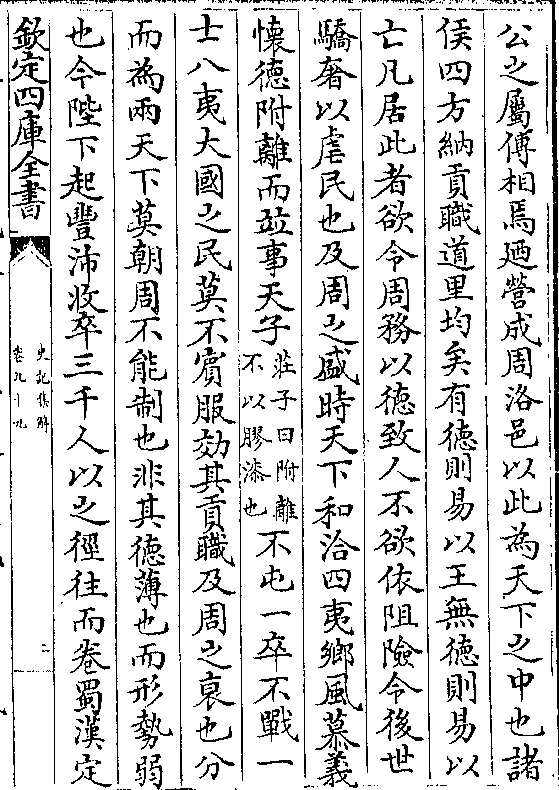 公之屬傅相焉廼營成周洛邑以此為天下之中也諸
侯四方納貢職道里均矣有德則易以王無德則易以
亡凡居此者欲令周務以德致人不欲依阻險令後世
驕奢以虐民也及周之盛時天下和洽四夷鄉風慕義
懷德附離而並事天子莊子曰附離不以膠漆也不屯一卒不戰一
士八夷大國之民莫不賓服効其貢職及周之衰也分
而為兩天下莫朝周不能制也非其德薄也而形勢弱
也今陛下起豐沛收卒三千人以之徑往而卷蜀漢定
欽定四庫全書
史記集解
卷九十九
二